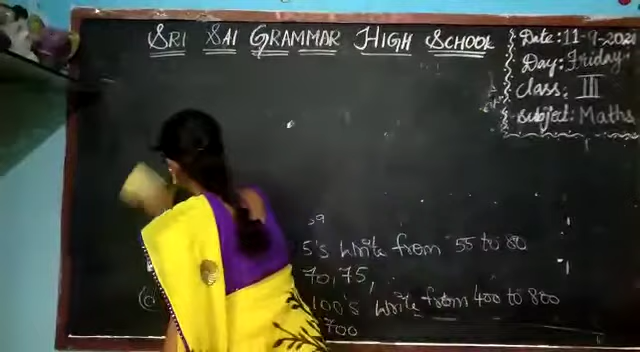 SRI SAI GRAMMAR HIGH SCHOOL
Date: 11-9-202
Day: Friday
Class: III
Subject: Maths
5's write from 55 to 80
70, 75,
100's write from 400 to 800
700